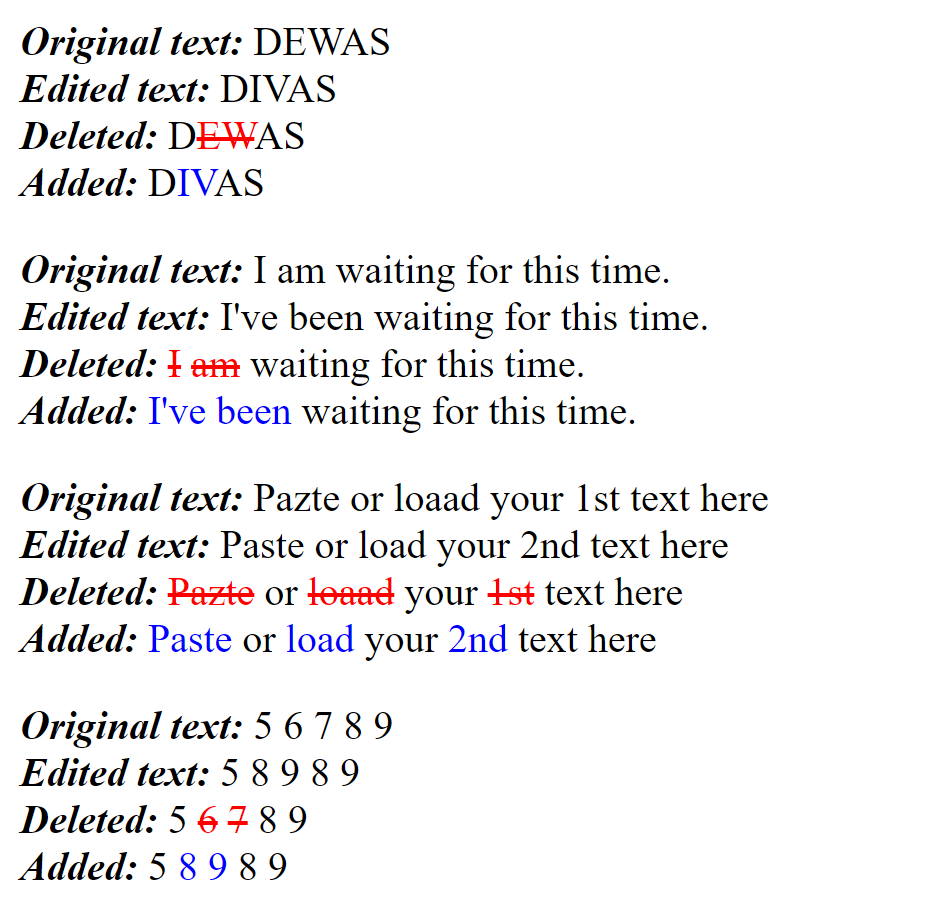 Original text: DEWAS
Edited text: DIVAS
Deleted: DEWAS
Added: DIVAS
Original text: I am waiting for this time.
Edited text: I've been waiting for this time.
Deleted: I am waiting for this time.
Added: I've been waiting for this time.
Original text: Pazte or loaad your 1st text here
Edited text: Paste or load your 2nd text here
Deleted: Pazte or loaad your 1st text here
Added: Paste or load your 2nd text here
Original text: 5 6 7 8 9
Edited text: 5 8 9 8 9
Deleted: 5 6 7 8 9
Added: 5 8 9 8 9